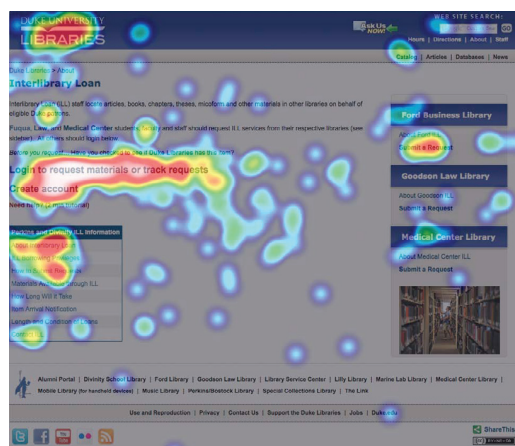 DUKE UNIVERSITY
LIBRARIES
Ask Us
NOW!
WEB SITE SEARCH:
GO
Hours | Directions | About | Staff
Catalog | Articles | Databases | News
Duke Libraries > About
Interlibrary Loan
Interlibrary Loan (ILL) staff locate articles, books, chapters, theses, microform and other materials in other libraries on behalf of
eligible Duke patrons.
Fuqua, Law, and Medical Center students, faculty and staff should request ILL services from their respective libraries (see
sidebar). All others should login below.
Before you request... Have you checked to see if Duke Libraries has this item?
Login to request materials or track requests
Create account
Need help?
Perkins and Divinity ILL Information
About Interlibrary Loan
ILL Borrowing Privileges
How to Submit Requests
Materials Available through ILL
How Long Will it Take
Item Arrival Notification
Length and Condition of Loans
Contact ILL
Ford Business Library
About Ford ILL
Submit a Request
Goodson Law Library
About Goodson ILL
Submit a Request
Medical Center Library
About Medical Center ILL
Submit a Request
Alumni Portal | Divinity School Library | Ford Library | Goodson Law Library | Library Service Center | Lilly Library | Marine Lab Library | Medical Center Library |
Mobile Library (for handheld devices) | Music Library | Perkins/Bostock Library | Special Collections Library | The Link
Use and Reproduction | Privacy | Contact Us | Support the Duke Libraries | Jobs | Duke.edu
You
Tube
ShareThis